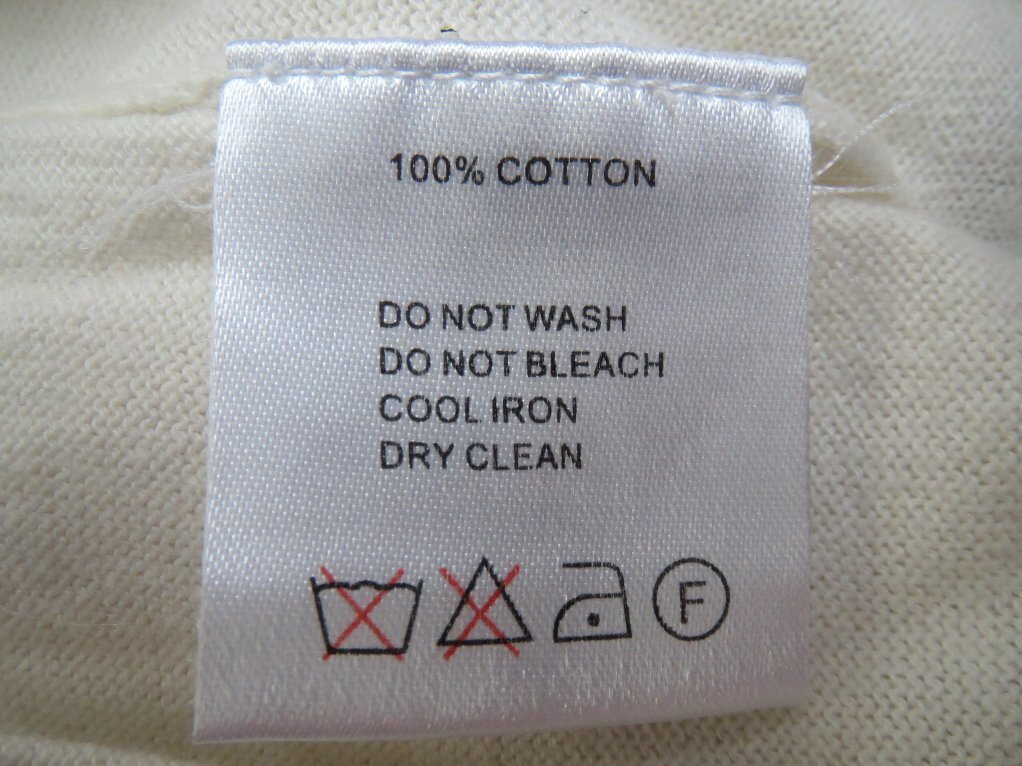 100% COTTON
DO NOT WASH
DO NOT BLEACH
COOL IRON
DRY CLEAN
F